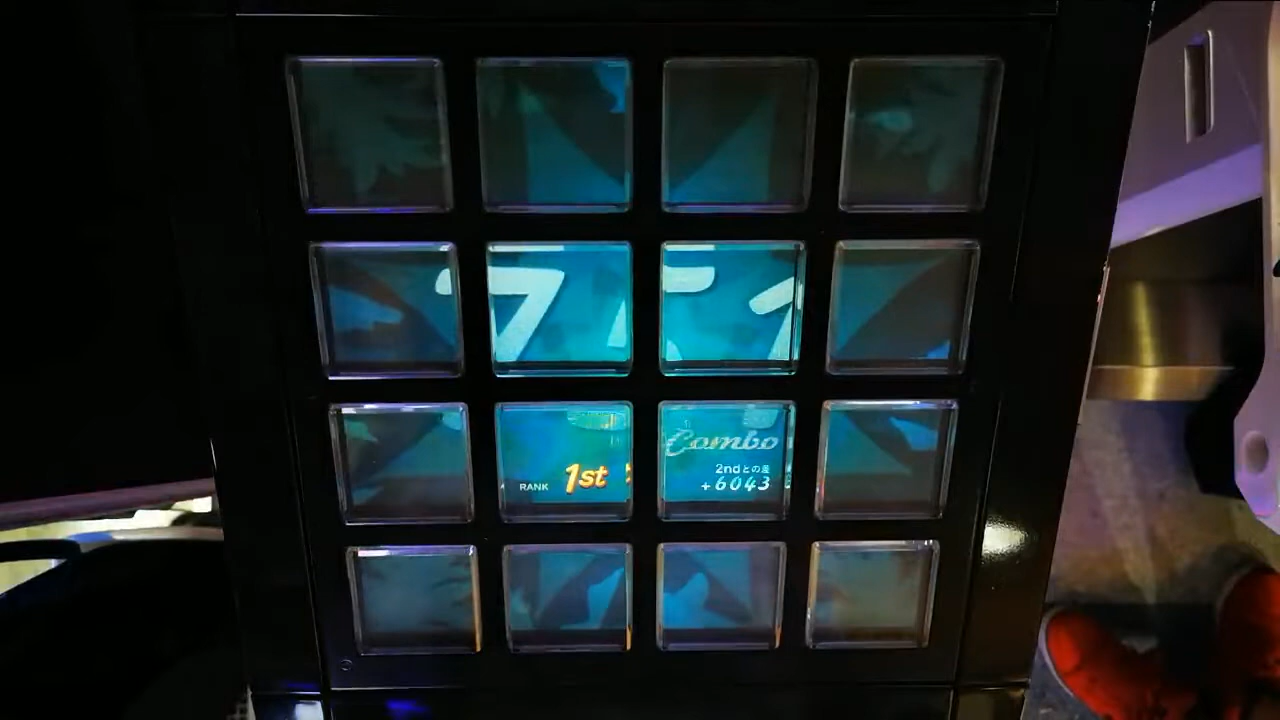 Combo
RANK 1st
2ndとの差
+6043